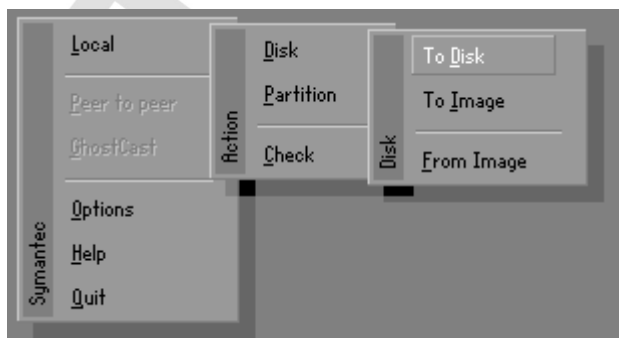 Symantec
Local
Peer to peer
GhostCast
Options
Help
Quit
Action
Disk
Partition
Check
Disk
To Disk
To Image
From Image